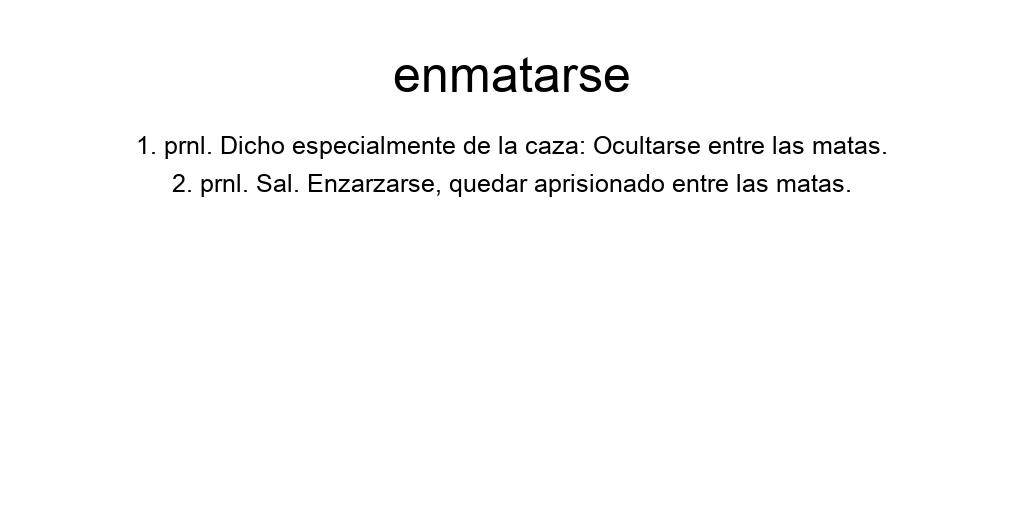 enmatarse
1. prnl. Dicho especialmente de la caza: Ocultarse entre las matas.
2. prnl. Sal. Enzarzarse, quedar aprisionado entre las matas.